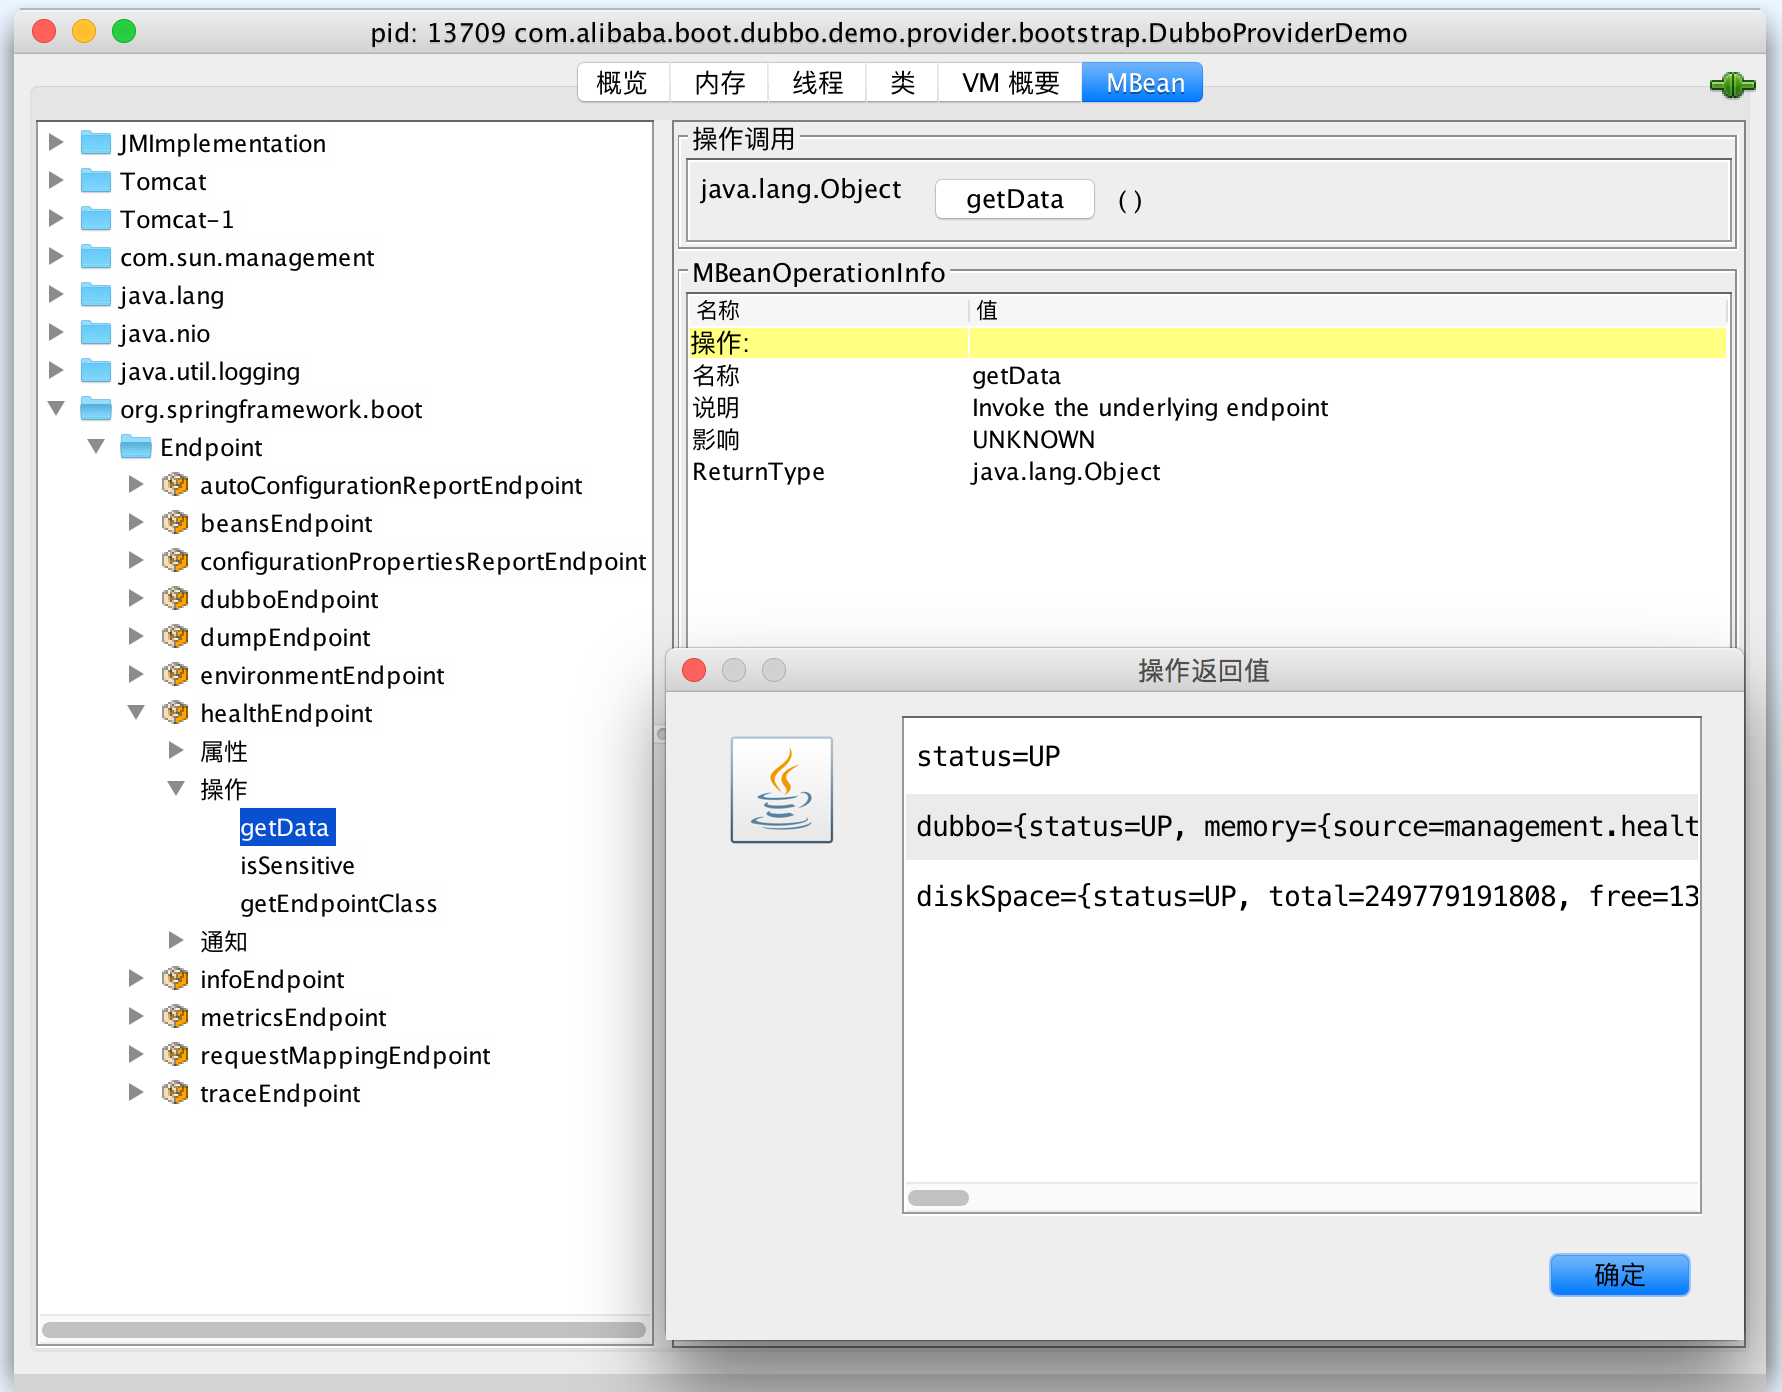 pid: 13709 com.alibaba.boot.dubbo.demo.provider.bootstrap.DubboProviderDemo
概览 内存 线程 类 VM 概要 MBean
JMImplementation
Tomcat
Tomcat-1
com.sun.management
java.lang
java.nio
java.util.logging
org.springframework.boot
Endpoint
autoConfigurationReportEndpoint
beansEndpoint
configurationPropertiesReportEndpoint
dubboEndpoint
dumpEndpoint
environmentEndpoint
healthEndpoint
属性
操作
getData
isSensitive
getEndpointClass
通知
infoEndpoint
metricsEndpoint
requestMappingEndpoint
traceEndpoint
操作调用
java.lang.Object getData ()
MBeanOperationInfo
名称 值
操作:
名称 getData
说明 Invoke the underlying endpoint
影响 UNKNOWN
ReturnType java.lang.Object
操作返回值
status=UP
dubbo={status=UP, memory={source=management.healt
diskSpace={status=UP, total=249779191808, free=13
确定